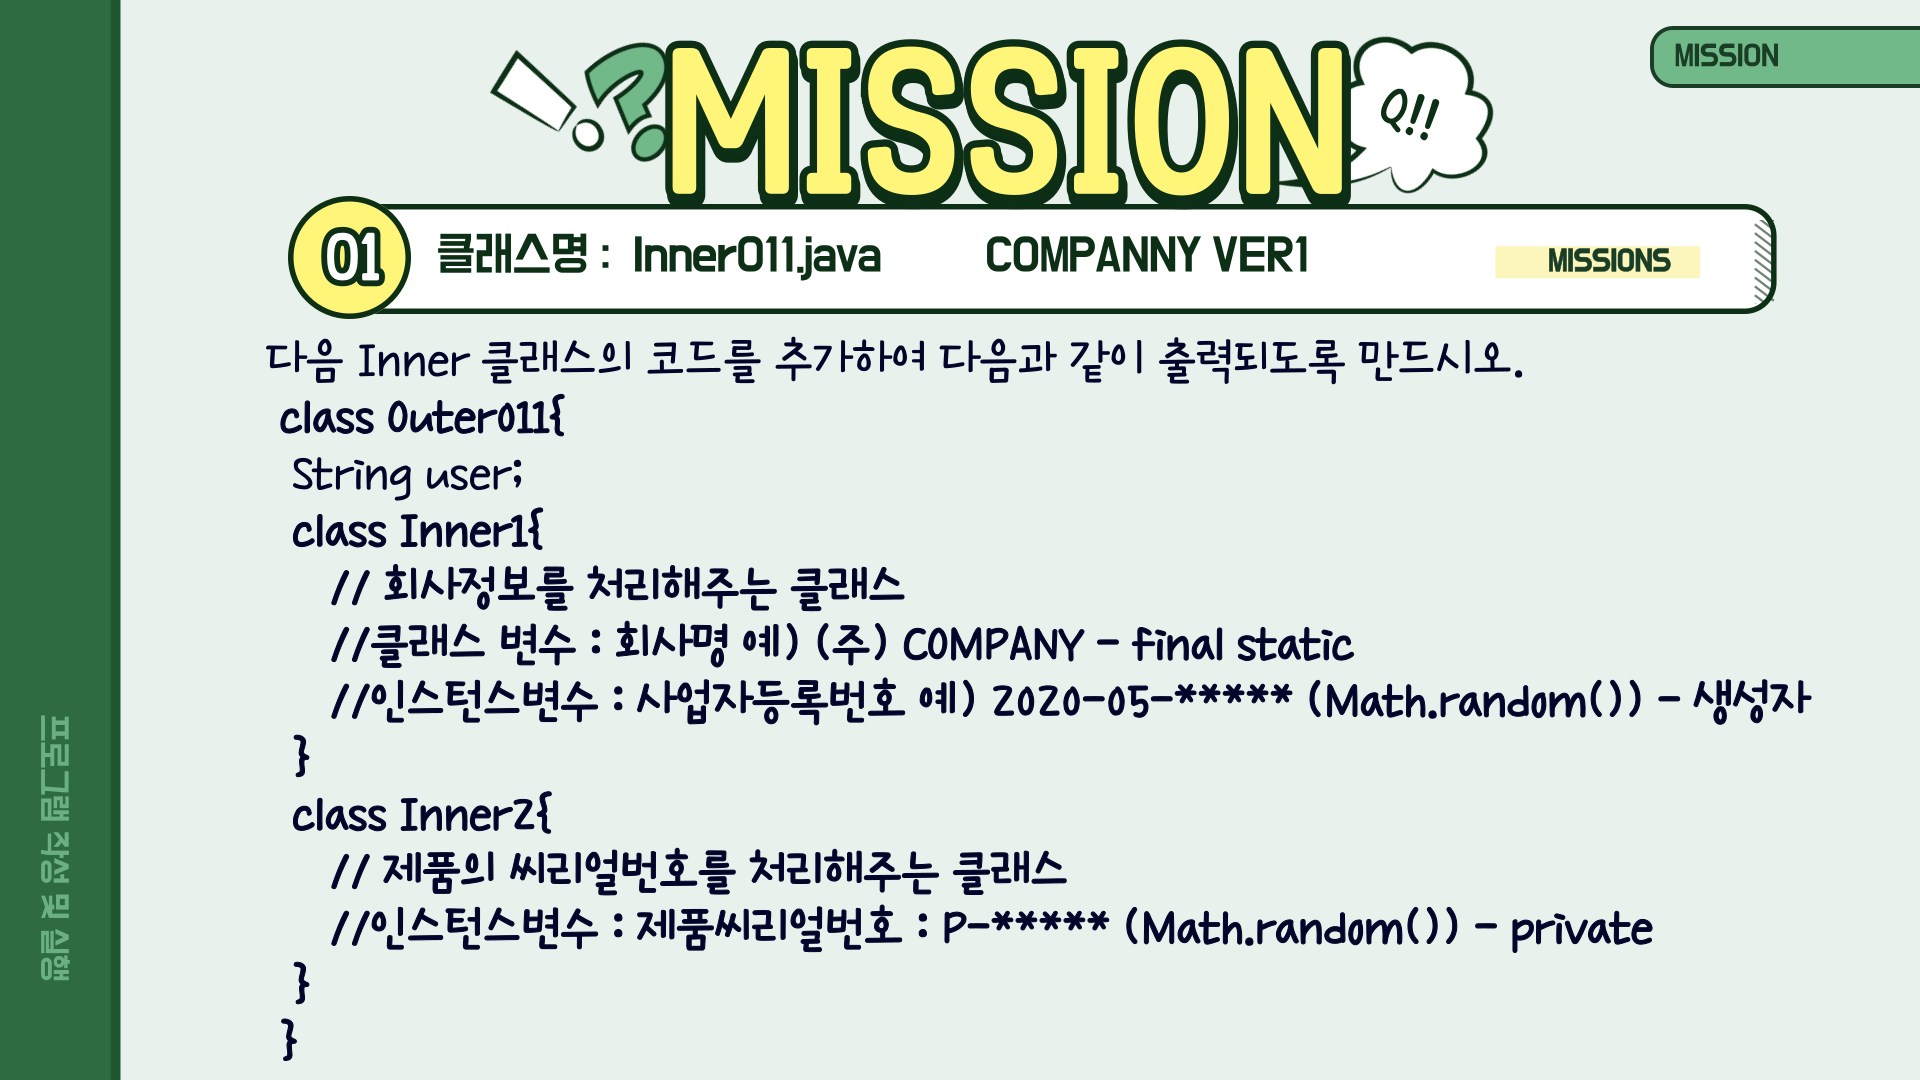 MISSION
!?
MISSION
Q!!
01
클래스명 : Inner011.java COMPANNY VER1
MISSIONS
다음 Inner 클래스의 코드를 추가하여 다음과 같이 출력되도록 만드시오.
class Outer011{
String user;
class Inner1{
// 회사정보를 처리해주는 클래스
//클래스 변수 : 회사명 예) (주) COMPANY - final static
//인스턴스변수 : 사업자등록번호 예) 2020-05-***** (Math.random()) - 생성자
}
class Inner2{
// 제품의 씨리얼번호를 처리해주는 클래스
//인스턴스변수 : 제품씨리얼번호 : P-***** (Math.random()) - private
}
}
프로그램 작성 및 실행